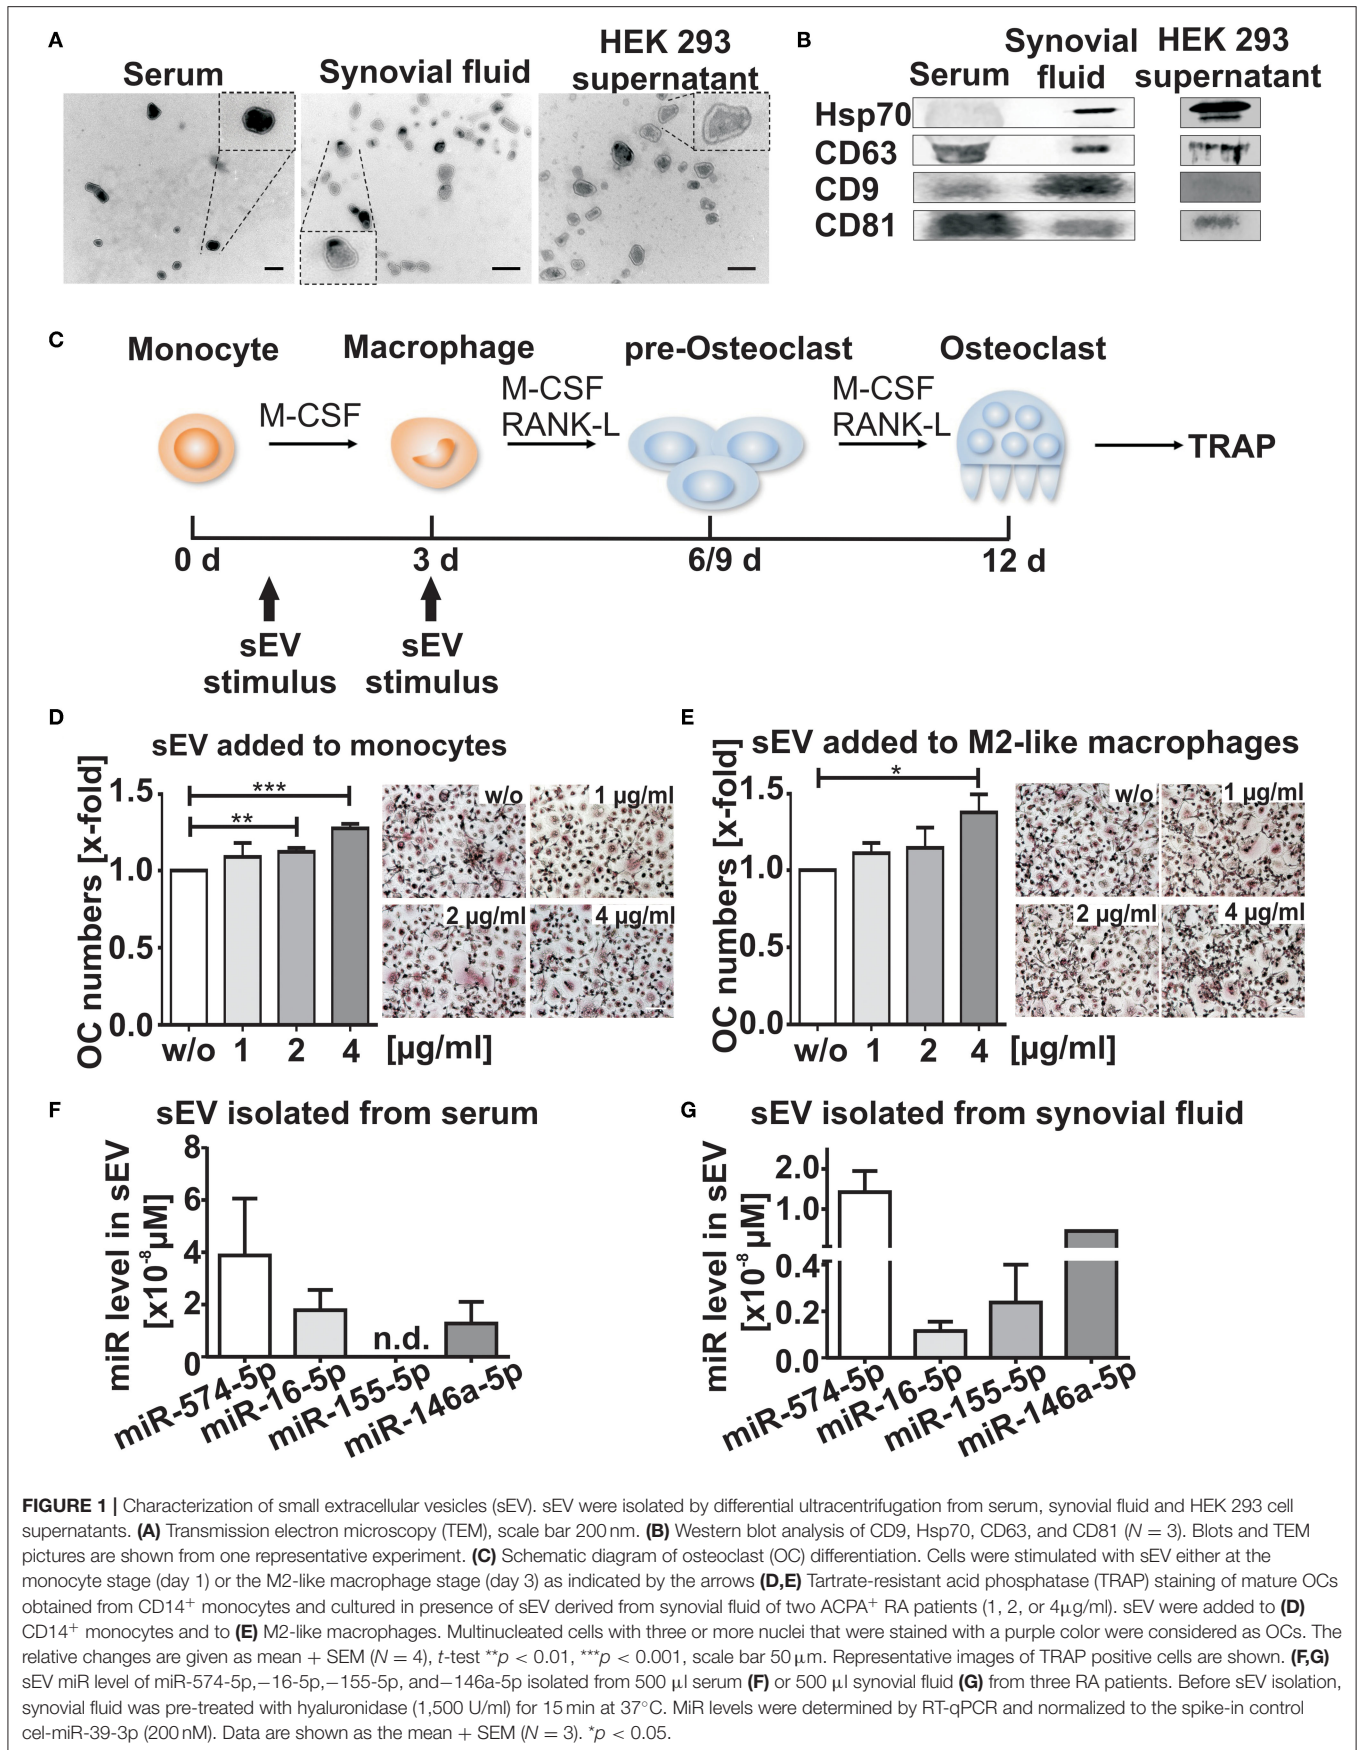 A
Serum
Synovial fluid
HEK 293
supernatant
B
Serum
Synovial
fluid
HEK 293
supernatant
Hsp70
CD63
CD9
CD81
C
Monocyte
Macrophage
pre-Osteoclast
Osteoclast
M-CSF
M-CSF
RANK-L
M-CSF
RANK-L
TRAP
0 d
3 d
6/9 d
12 d
sEV
stimulus
sEV
stimulus
D
sEV added to monocytes
OC numbers [x-fold]
1.5
1.0
0.5
0.0
***
**
w/o 1 2 4 [µg/ml]
w/o
1 µg/ml
2 µg/ml
4 µg/ml
E
sEV added to M2-like macrophages
OC numbers [x-fold]
1.5
1.0
0.5
0.0
*
w/o 1 2 4 [µg/ml]
w/o
1 µg/ml
2 µg/ml
4 µg/ml
F
sEV isolated from serum
miR level in sEV
[x10⁻⁸ µM]
8
6
4
2
0
n.d.
miR-574-5p
miR-16-5p
miR-155-5p
miR-146a-5p
G
sEV isolated from synovial fluid
miR level in sEV
[x10⁻⁸ µM]
2.0
1.0
0.4
0.2
0.0
miR-574-5p
miR-16-5p
miR-155-5p
miR-146a-5p
FIGURE 1 | Characterization of small extracellular vesicles (sEV). sEV were isolated by differential ultracentrifugation from serum, synovial fluid and HEK 293 cell
supernatants. (A) Transmission electron microscopy (TEM), scale bar 200 nm. (B) Western blot analysis of CD9, Hsp70, CD63, and CD81 (N = 3). Blots and TEM
pictures are shown from one representative experiment. (C) Schematic diagram of osteoclast (OC) differentiation. Cells were stimulated with sEV either at the
monocyte stage (day 1) or the M2-like macrophage stage (day 3) as indicated by the arrows (D,E) Tartrate-resistant acid phosphatase (TRAP) staining of mature OCs
obtained from CD14⁺ monocytes and cultured in presence of sEV derived from synovial fluid of two ACPA⁺ RA patients (1, 2, or 4µg/ml). sEV were added to (D)
CD14⁺ monocytes and to (E) M2-like macrophages. Multinucleated cells with three or more nuclei that were stained with a purple color were considered as OCs. The
relative changes are given as mean + SEM (N = 4), t-test **p < 0.01, ***p < 0.001, scale bar 50 µm. Representative images of TRAP positive cells are shown. (F,G)
sEV miR level of miR-574-5p,−16-5p,−155-5p, and−146a-5p isolated from 500 µl serum (F) or 500 µl synovial fluid (G) from three RA patients. Before sEV isolation,
synovial fluid was pre-treated with hyaluronidase (1,500 U/ml) for 15 min at 37°C. MiR levels were determined by RT-qPCR and normalized to the spike-in control
cel-miR-39-3p (200 nM). Data are shown as the mean + SEM (N = 3). *p < 0.05.